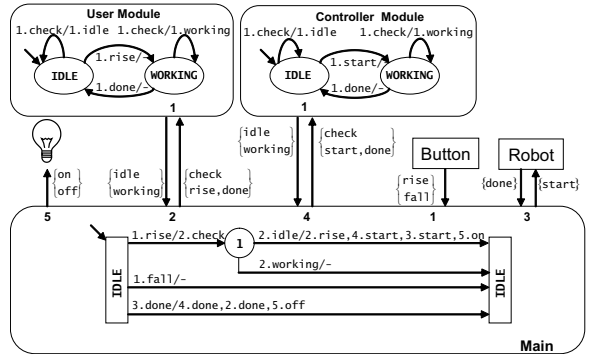 User Module
Controller Module
1.check/1.idle
1.check/1.working
1.check/1.idle
1.check/1.working
1.rise/-
1.start/-
IDLE
WORKING
IDLE
WORKING
1.done/-
1.done/-
1
1
{idle working}
{check start,done}
Button
Robot
{on off}
{idle working}
{check rise,done}
{rise fall}
{done}
{start}
5
2
4
1
3
1.rise/2.check
1
2.idle/2.rise,4.start,3.start,5.on
2.working/-
IDLE
IDLE
1.fall/-
3.done/4.done,2.done,5.off
Main